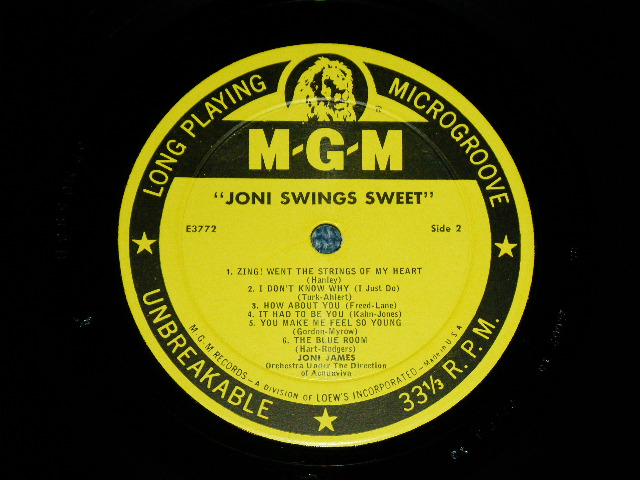 LONG PLAYING
MICROGROOVE
®
M-G-M
"JONI SWINGS SWEET"
E3772
Side 2
1. ZING! WENT THE STRINGS OF MY HEART
(Hanley)
2. I DON'T KNOW WHY (I Just Do)
(Turk-Ahlert)
3. HOW ABOUT YOU (Freed-Lane)
4. IT HAD TO BE YOU (Kahn-Jones)
5. YOU MAKE ME FEEL SO YOUNG
(Gordon-Myrow)
6. THE BLUE ROOM
(Hart-Rodgers)
JONI JAMES
Orchestra Under The Direction
of Acquaviva
M-G-M RECORDS – A DIVISION OF LOEW'S INCORPORATED – Made in U.S.A.
UNBREAKABLE
33⅓ R.P.M.